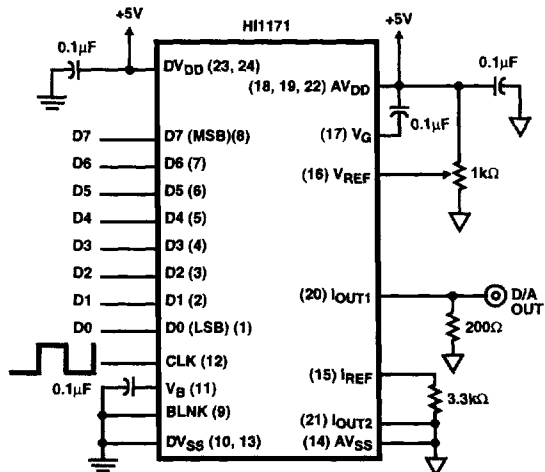 +5V
HI1171
+5V
0.1μF
DVDD (23, 24)
(18, 19, 22) AVDD
0.1μF
0.1μF
(17) VG
D7
D7 (MSB)(8)
D6
D6 (7)
(16) VREF
1kΩ
D5
D5 (6)
D4
D4 (5)
D3
D3 (4)
D2
D2 (3)
D1
D1 (2)
(20) IOUT1
D/A
OUT
D0
D0 (LSB) (1)
200Ω
CLK (12)
(15) IREF
0.1μF
VB (11)
3.3kΩ
BLNK (9)
(21) IOUT2
DVSS (10, 13)
(14) AVSS